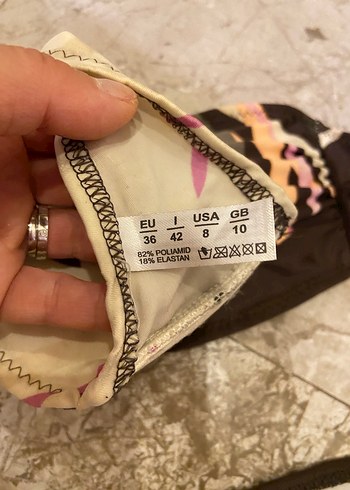 EU I USA GB
36 42 8 10
82% POLIAMID
18% ELASTAN